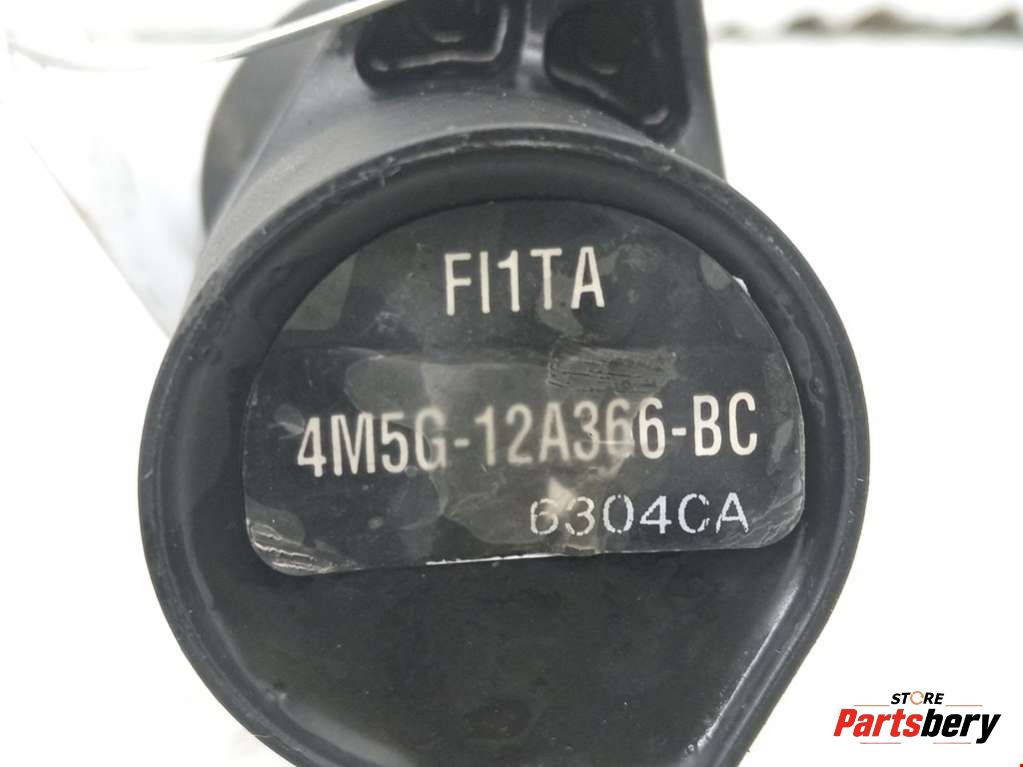 FI1TA
4M5G-12A366-BC
6304CA
STORE
Partsbery